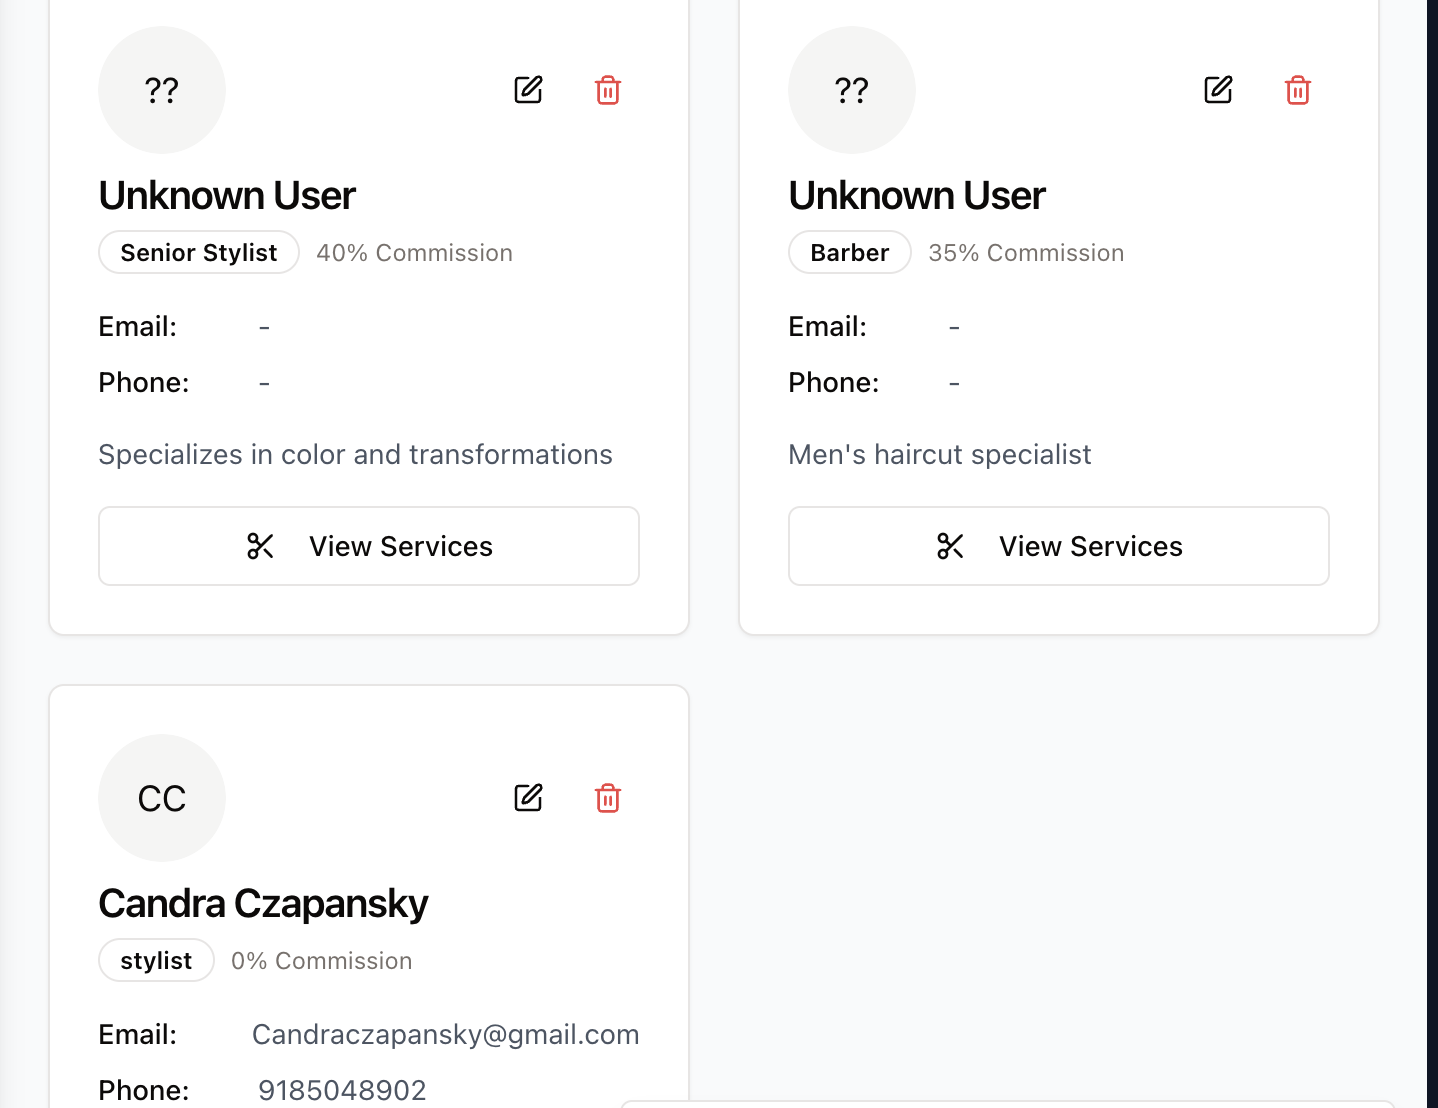 ??
Unknown User
Senior Stylist 40% Commission
Email: -
Phone: -
Specializes in color and transformations
View Services
??
Unknown User
Barber 35% Commission
Email: -
Phone: -
Men's haircut specialist
View Services
CC
Candra Czapansky
stylist 0% Commission
Email: Candraczapansky@gmail.com
Phone: 9185048902